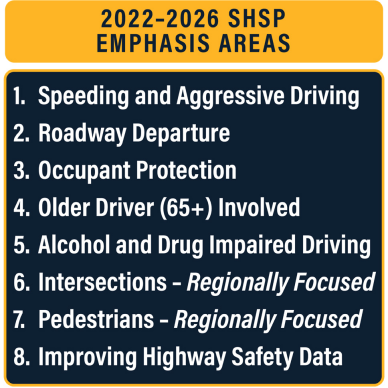 2022–2026 SHSP
EMPHASIS AREAS
1. Speeding and Aggressive Driving
2. Roadway Departure
3. Occupant Protection
4. Older Driver (65+) Involved
5. Alcohol and Drug Impaired Driving
6. Intersections – Regionally Focused
7. Pedestrians – Regionally Focused
8. Improving Highway Safety Data